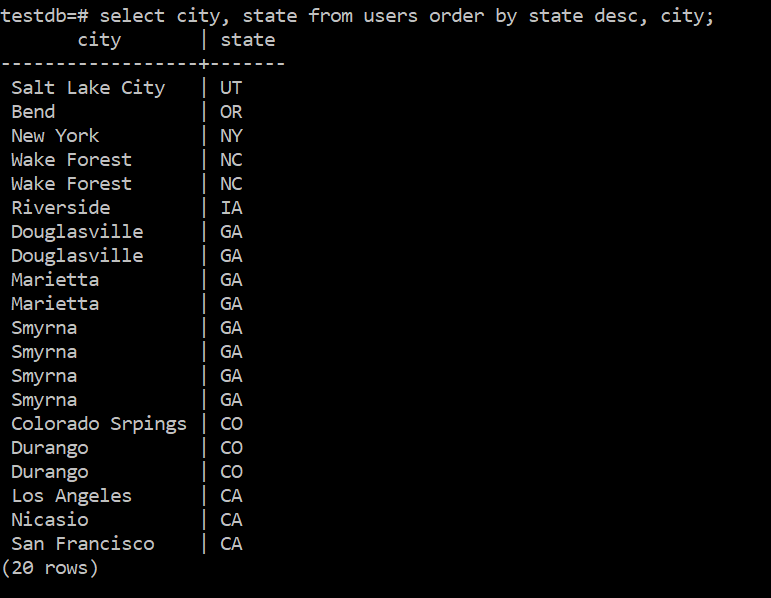 testdb=# select city, state from users order by state desc, city;
      city       | state
-----------------+-------
Salt Lake City | UT
Bend | OR
New York | NY
Wake Forest | NC
Wake Forest | NC
Riverside | IA
Douglasville | GA
Douglasville | GA
Marietta | GA
Marietta | GA
Smyrna | GA
Smyrna | GA
Smyrna | GA
Smyrna | GA
Colorado Srpings | CO
Durango | CO
Durango | CO
Los Angeles | CA
Nicasio | CA
San Francisco | CA
(20 rows)